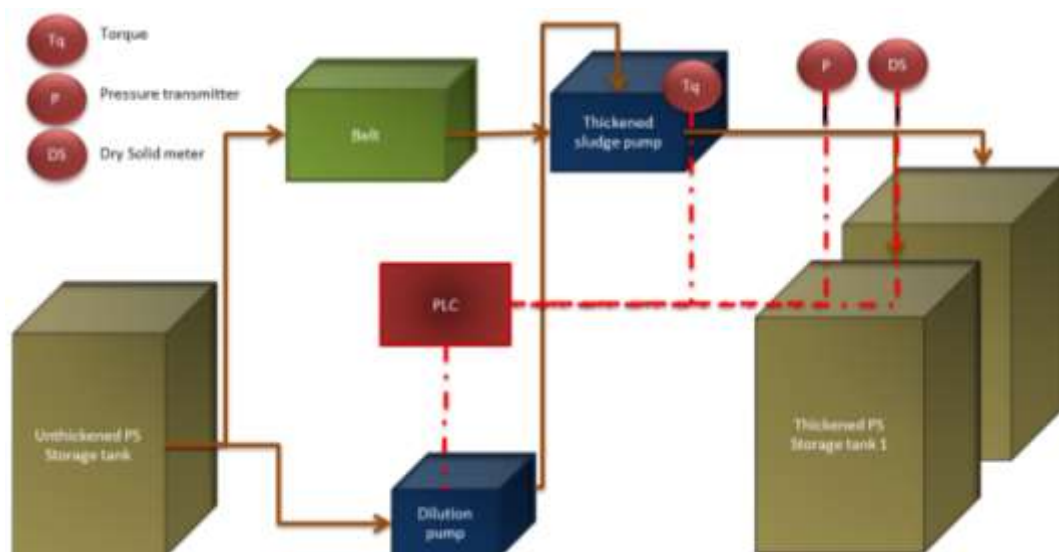 Tq
Torque
P
Pressure transmitter
DS
Dry Solid meter
Belt
Thickened
sludge pump
Tq
P
DS
PLC
Unthickened PS
Storage tank
Thickened PS
Storage tank 1
Dilution
pump